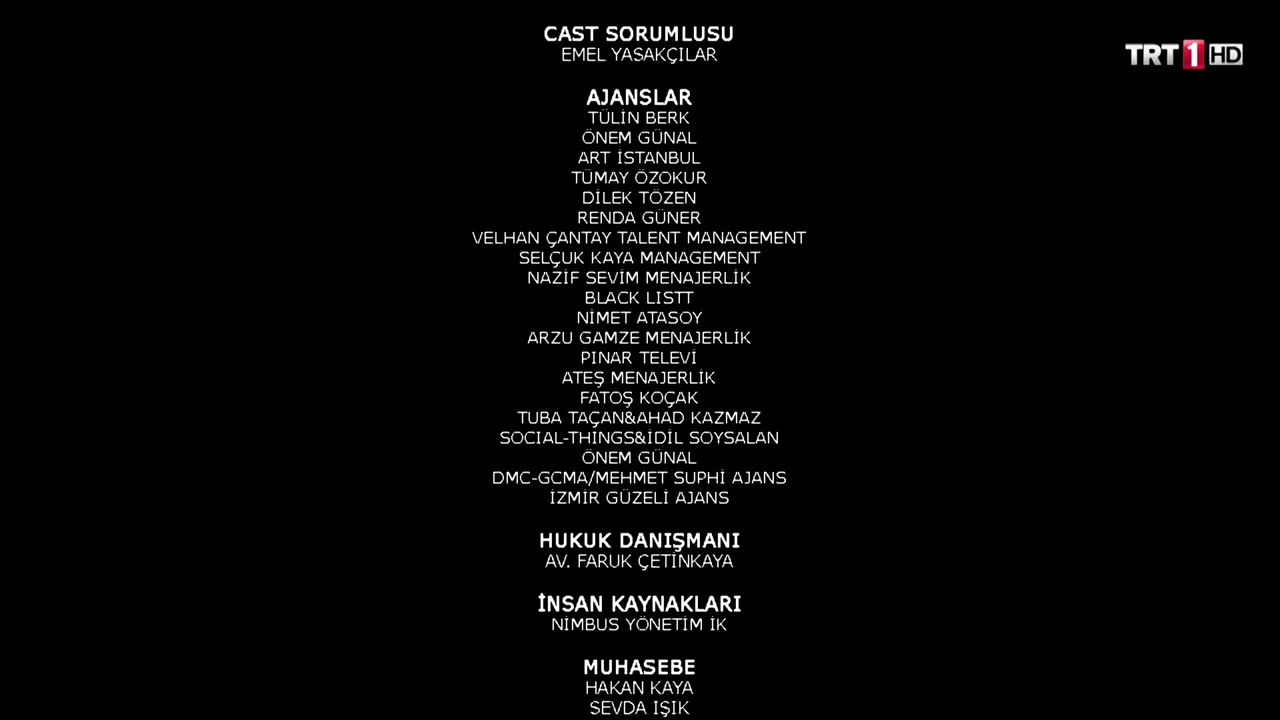 CAST SORUMLUSU
EMEL YASAKÇILAR
TRT 1 HD
AJANSLAR
TÜLİN BERK
ÖNEM GÜNAL
ART İSTANBUL
TÜMAY ÖZOKUR
DİLEK TÖZEN
RENDA GÜNER
VELHAN ÇANTAY TALENT MANAGEMENT
SELÇUK KAYA MANAGEMENT
NAZİF SEVİM MENAJERLİK
BLACK LISTT
NİMET ATASOY
ARZU GAMZE MENAJERLİK
PINAR TELEVİ
ATEŞ MENAJERLİK
FATOŞ KOÇAK
TUBA TAÇAN&AHAD KAZMAZ
SOCIAL-THINGS&İDİL SOYSALAN
ÖNEM GÜNAL
DMC-GCMA/MEHMET SUPHİ AJANS
İZMİR GÜZELİ AJANS
HUKUK DANIŞMANI
AV. FARUK ÇETİNKAYA
İNSAN KAYNAKLARI
NİMBUS YÖNETİM İK
MUHASEBE
HAKAN KAYA
SEVDA IŞIK